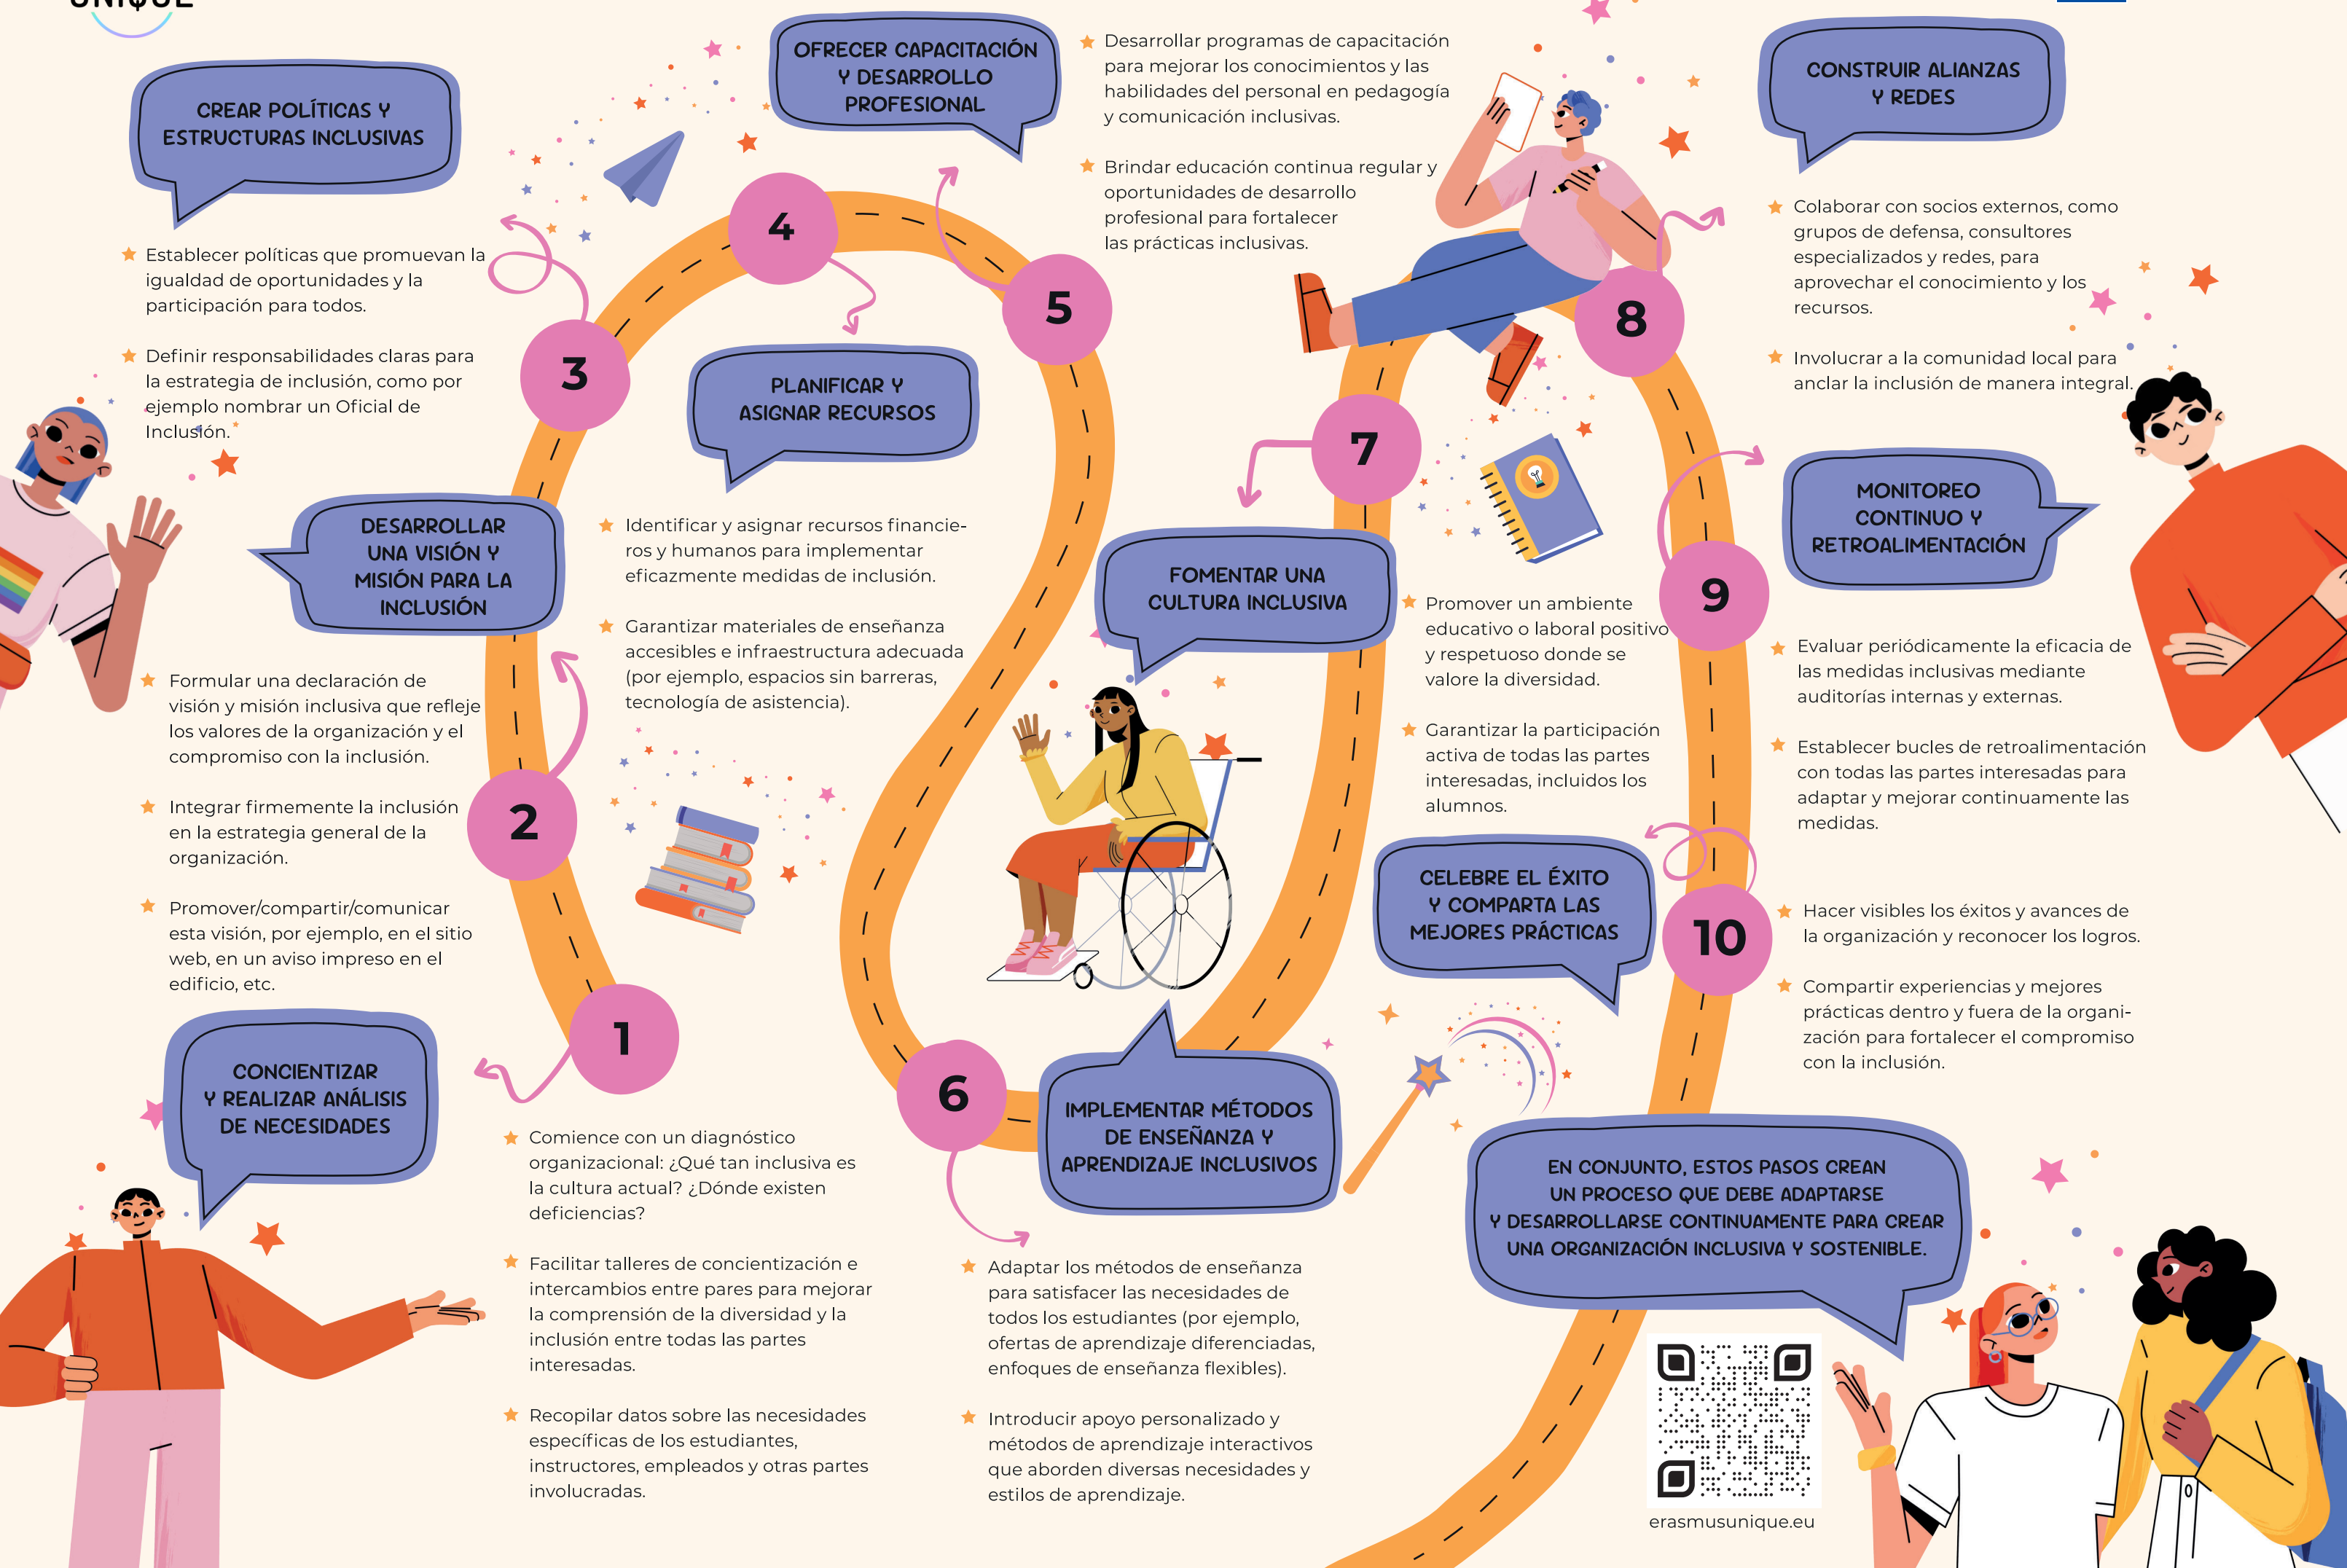 UNIQUE
1
CONCIENTIZAR
Y REALIZAR ANÁLISIS
DE NECESIDADES
Comience con un diagnóstico
organizacional: ¿Qué tan inclusiva es
la cultura actual? ¿Dónde existen
deficiencias?
Facilitar talleres de concientización e
intercambios entre pares para mejorar
la comprensión de la diversidad y la
inclusión entre todas las partes
interesadas.
Recopilar datos sobre las necesidades
específicas de los estudiantes,
instructores, empleados y otras partes
involucradas.
2
DESARROLLAR
UNA VISIÓN Y
MISIÓN PARA LA
INCLUSIÓN
Formular una declaración de
visión y misión inclusiva que refleje
los valores de la organización y el
compromiso con la inclusión.
Integrar firmemente la inclusión
en la estrategia general de la
organización.
Promover/compartir/comunicar
esta visión, por ejemplo, en el sitio
web, en un aviso impreso en el
edificio, etc.
3
CREAR POLÍTICAS Y
ESTRUCTURAS INCLUSIVAS
Establecer políticas que promuevan la
igualdad de oportunidades y la
participación para todos.
Definir responsabilidades claras para
la estrategia de inclusión, como por
ejemplo nombrar un Oficial de
Inclusión.
4
PLANIFICAR Y
ASIGNAR RECURSOS
Identificar y asignar recursos financie-
ros y humanos para implementar
eficazmente medidas de inclusión.
Garantizar materiales de enseñanza
accesibles e infraestructura adecuada
(por ejemplo, espacios sin barreras,
tecnología de asistencia).
5
OFRECER CAPACITACIÓN
Y DESARROLLO
PROFESIONAL
Desarrollar programas de capacitación
para mejorar los conocimientos y las
habilidades del personal en pedagogía
y comunicación inclusivas.
Brindar educación continua regular y
oportunidades de desarrollo
profesional para fortalecer
las prácticas inclusivas.
6
IMPLEMENTAR MÉTODOS
DE ENSEÑANZA Y
APRENDIZAJE INCLUSIVOS
Adaptar los métodos de enseñanza
para satisfacer las necesidades de
todos los estudiantes (por ejemplo,
ofertas de aprendizaje diferenciadas,
enfoques de enseñanza flexibles).
Introducir apoyo personalizado y
métodos de aprendizaje interactivos
que aborden diversas necesidades y
estilos de aprendizaje.
7
FOMENTAR UNA
CULTURA INCLUSIVA
Promover un ambiente
educativo o laboral positivo
y respetuoso donde se
valore la diversidad.
Garantizar la participación
activa de todas las partes
interesadas, incluidos los
alumnos.
8
CONSTRUIR ALIANZAS
Y REDES
Colaborar con socios externos, como
grupos de defensa, consultores
especializados y redes, para
aprovechar el conocimiento y los
recursos.
Involucrar a la comunidad local para
anclar la inclusión de manera integral.
9
MONITOREO
CONTINUO Y
RETROALIMENTACIÓN
Evaluar periódicamente la eficacia de
las medidas inclusivas mediante
auditorías internas y externas.
Establecer bucles de retroalimentación
con todas las partes interesadas para
adaptar y mejorar continuamente las
medidas.
10
CELEBRE EL ÉXITO
Y COMPARTA LAS
MEJORES PRÁCTICAS
Hacer visibles los éxitos y avances de
la organización y reconocer los logros.
Compartir experiencias y mejores
prácticas dentro y fuera de la organi-
zación para fortalecer el compromiso
con la inclusión.
EN CONJUNTO, ESTOS PASOS CREAN
UN PROCESO QUE DEBE ADAPTARSE
Y DESARROLLARSE CONTINUAMENTE PARA CREAR
UNA ORGANIZACIÓN INCLUSIVA Y SOSTENIBLE.
erasmusunique.eu